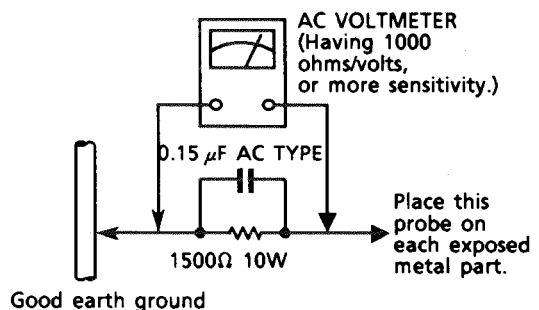 AC VOLTMETER
(Having 1000
ohms/volts,
or more sensitivity.)
0.15 μF AC TYPE
1500Ω 10W
Place this
probe on
each exposed
metal part.
Good earth ground